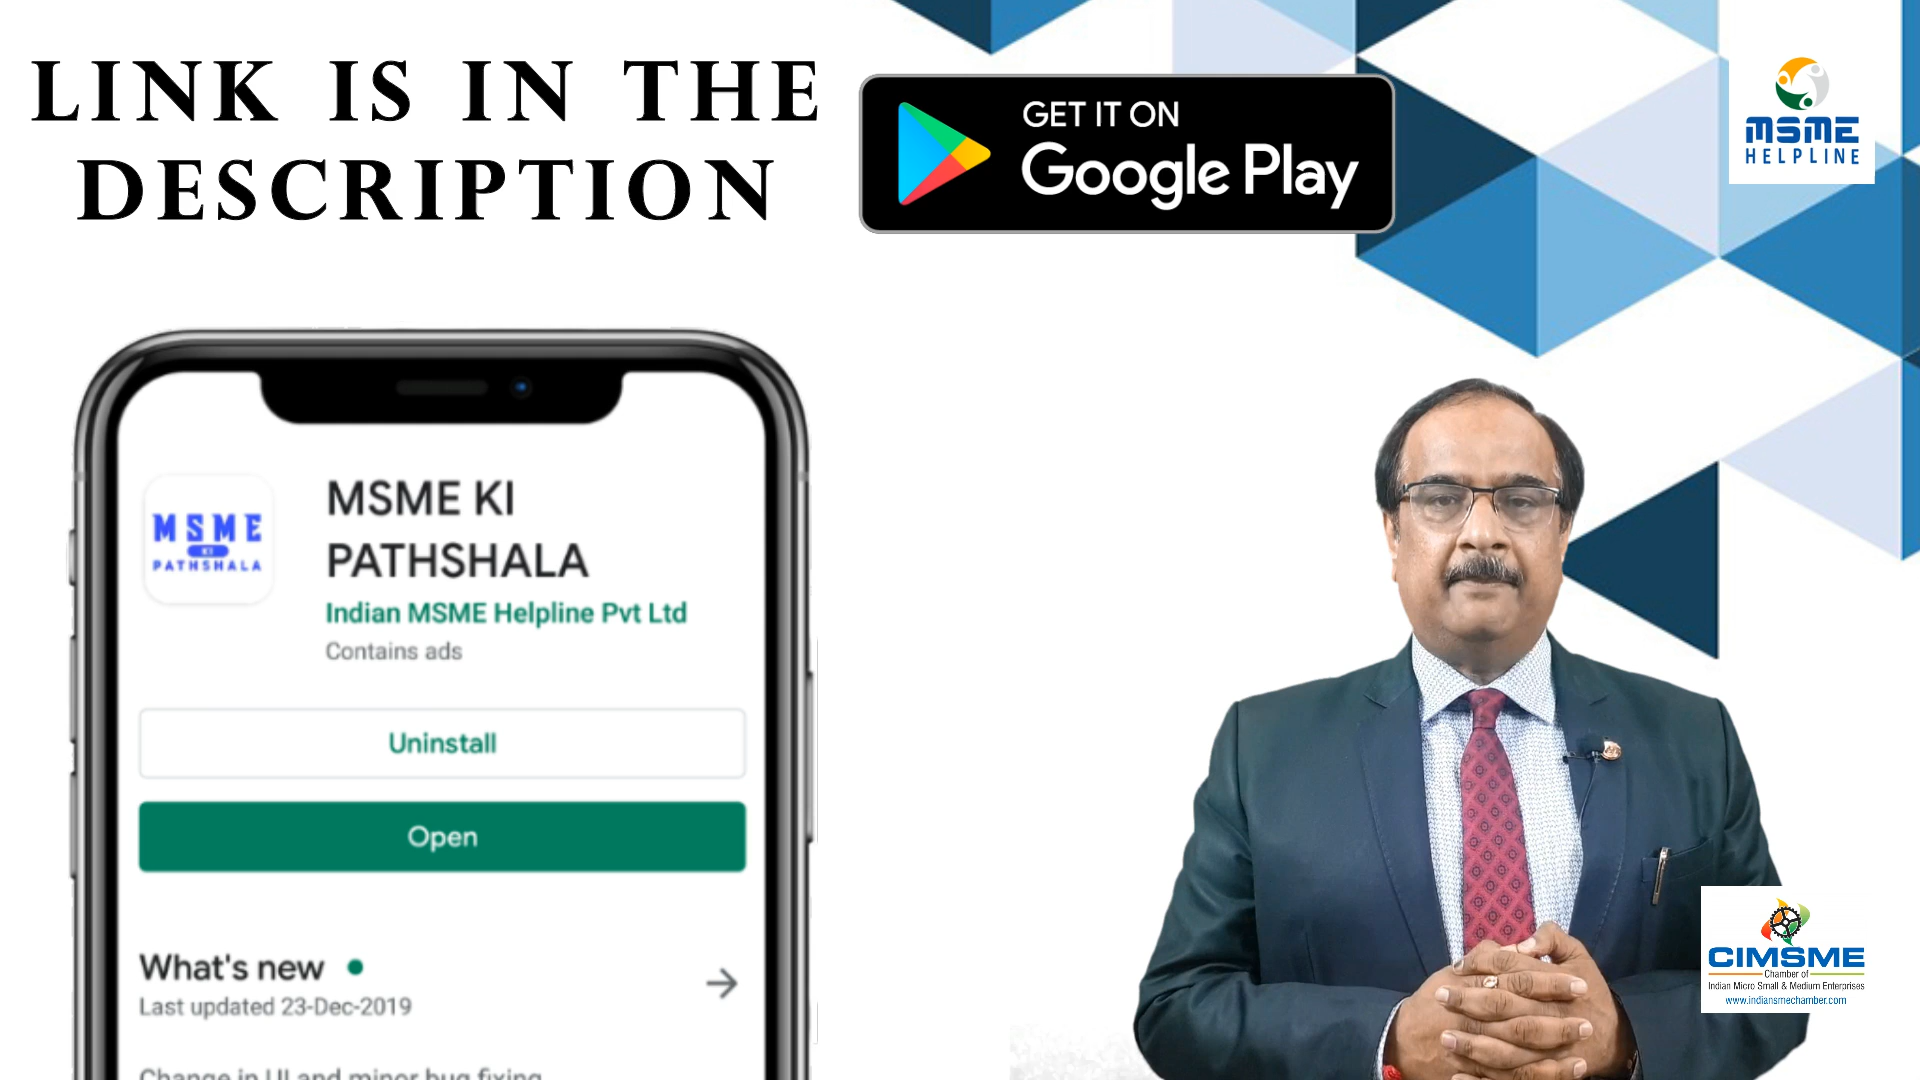 LINK IS IN THE
DESCRIPTION
GET IT ON
Google Play
MSME
HELPLINE
MSME
KI
PATHSHALA
MSME KI
PATHSHALA
Indian MSME Helpline Pvt Ltd
Contains ads
Uninstall
Open
What's new
Last updated 23-Dec-2019
Change in UI and minor bug fixing
CIMSME
Chamber of
Indian Micro Small & Medium Enterprises
www.indiansmechamber.com